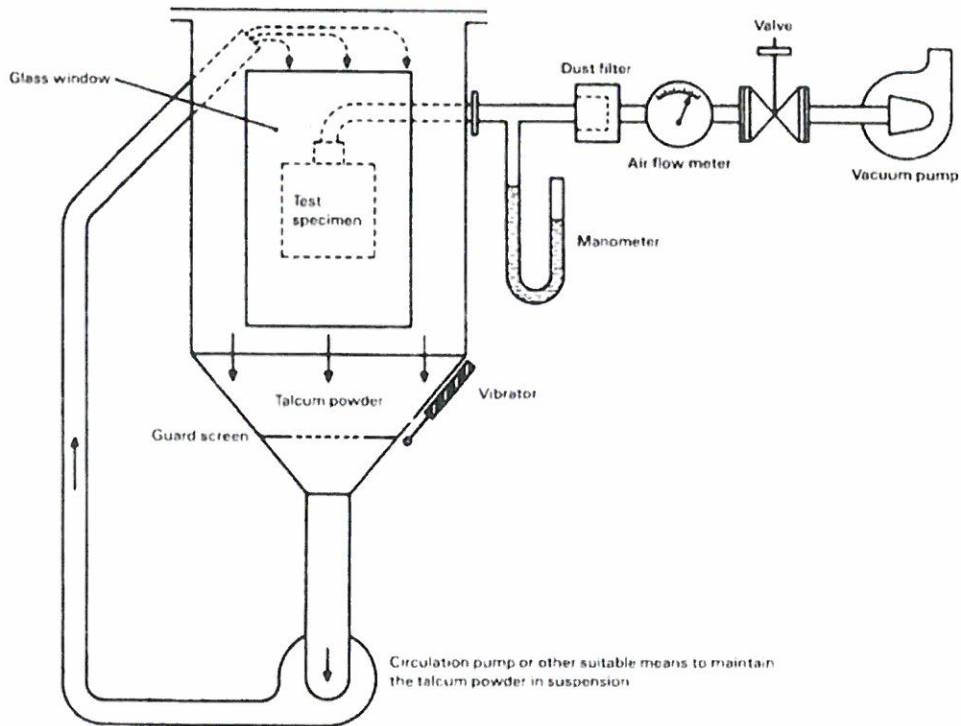 Valve
Dust filter
Glass window
Air flow meter
Vacuum pump
Test
specimen
Manometer
Talcum powder
Vibrator
Guard screen
Circulation pump or other suitable means to maintain
the talcum powder in suspension